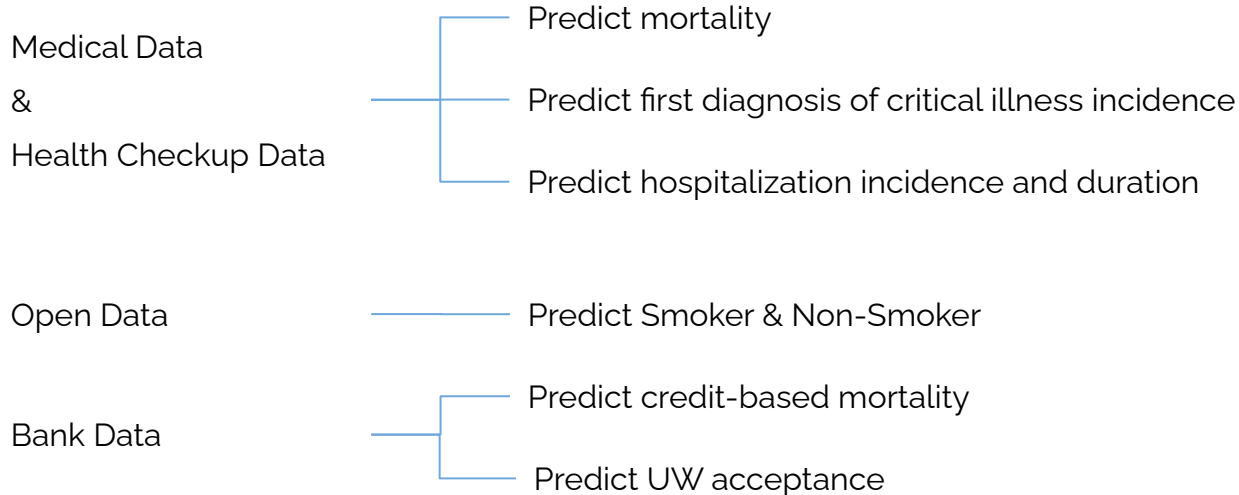 Medical Data
&
Health Checkup Data
Predict mortality
Predict first diagnosis of critical illness incidence
Predict hospitalization incidence and duration
Open Data
Predict Smoker & Non-Smoker
Bank Data
Predict credit-based mortality
Predict UW acceptance